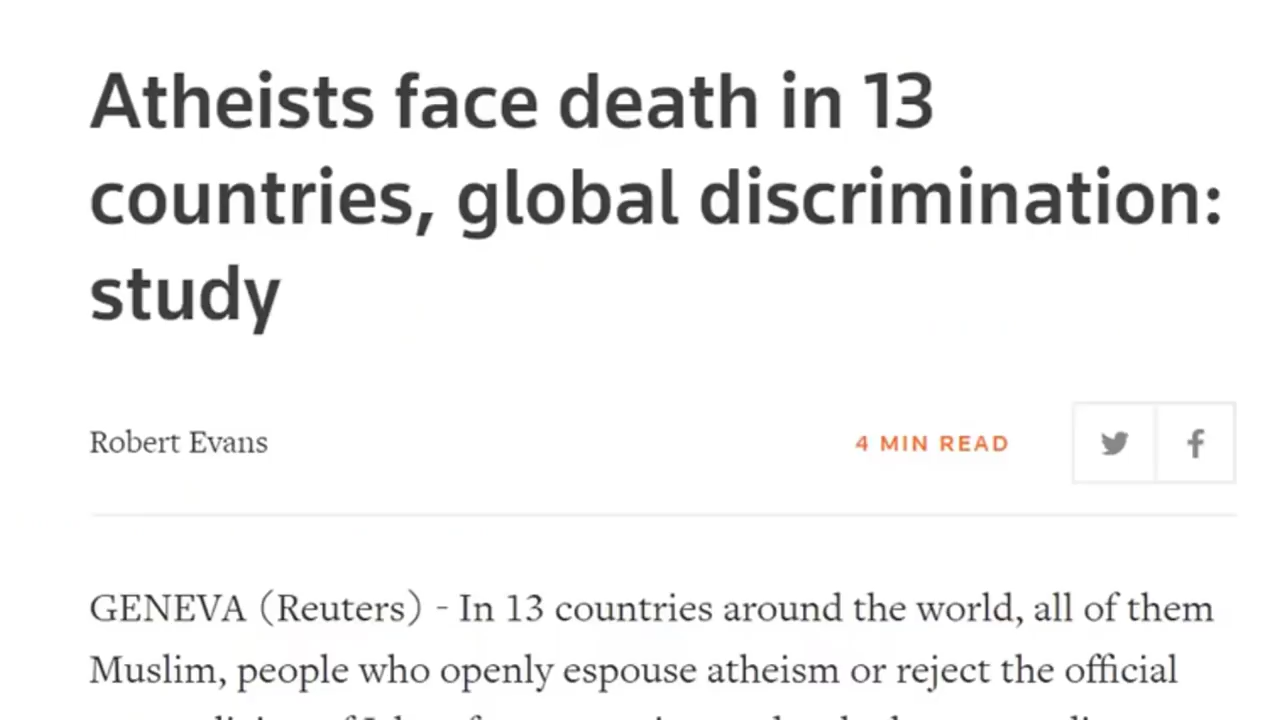 Atheists face death in 13
countries, global discrimination:
study
Robert Evans
4 MIN READ
GENEVA (Reuters) - In 13 countries around the world, all of them
Muslim, people who openly espouse atheism or reject the official